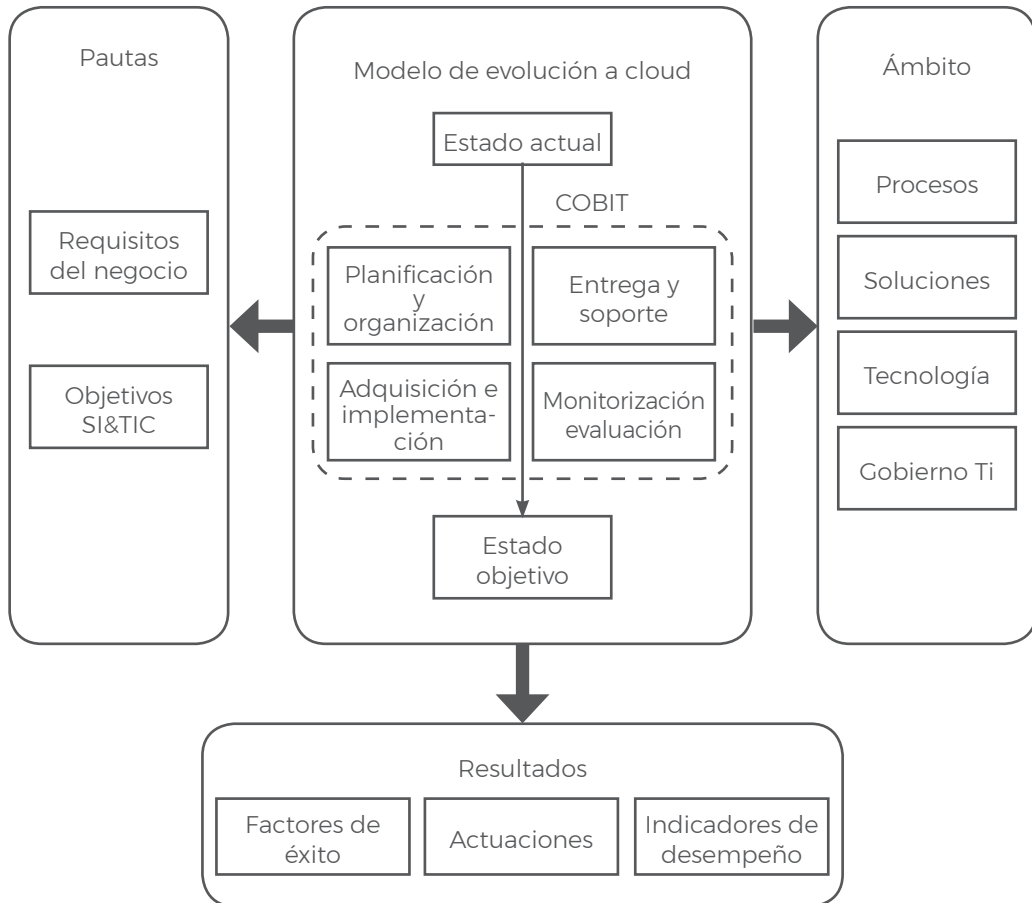 Pautas
Requisitos
del negocio
Objetivos
SI&TIC
Modelo de evolución a cloud
Estado actual
COBIT
Planificación
y
organización
Entrega y
soporte
Adquisición e
implementa-
ción
Monitorización
evaluación
Estado
objetivo
Ámbito
Procesos
Soluciones
Tecnología
Gobierno Ti
Resultados
Factores de
éxito
Actuaciones
Indicadores de
desempeño